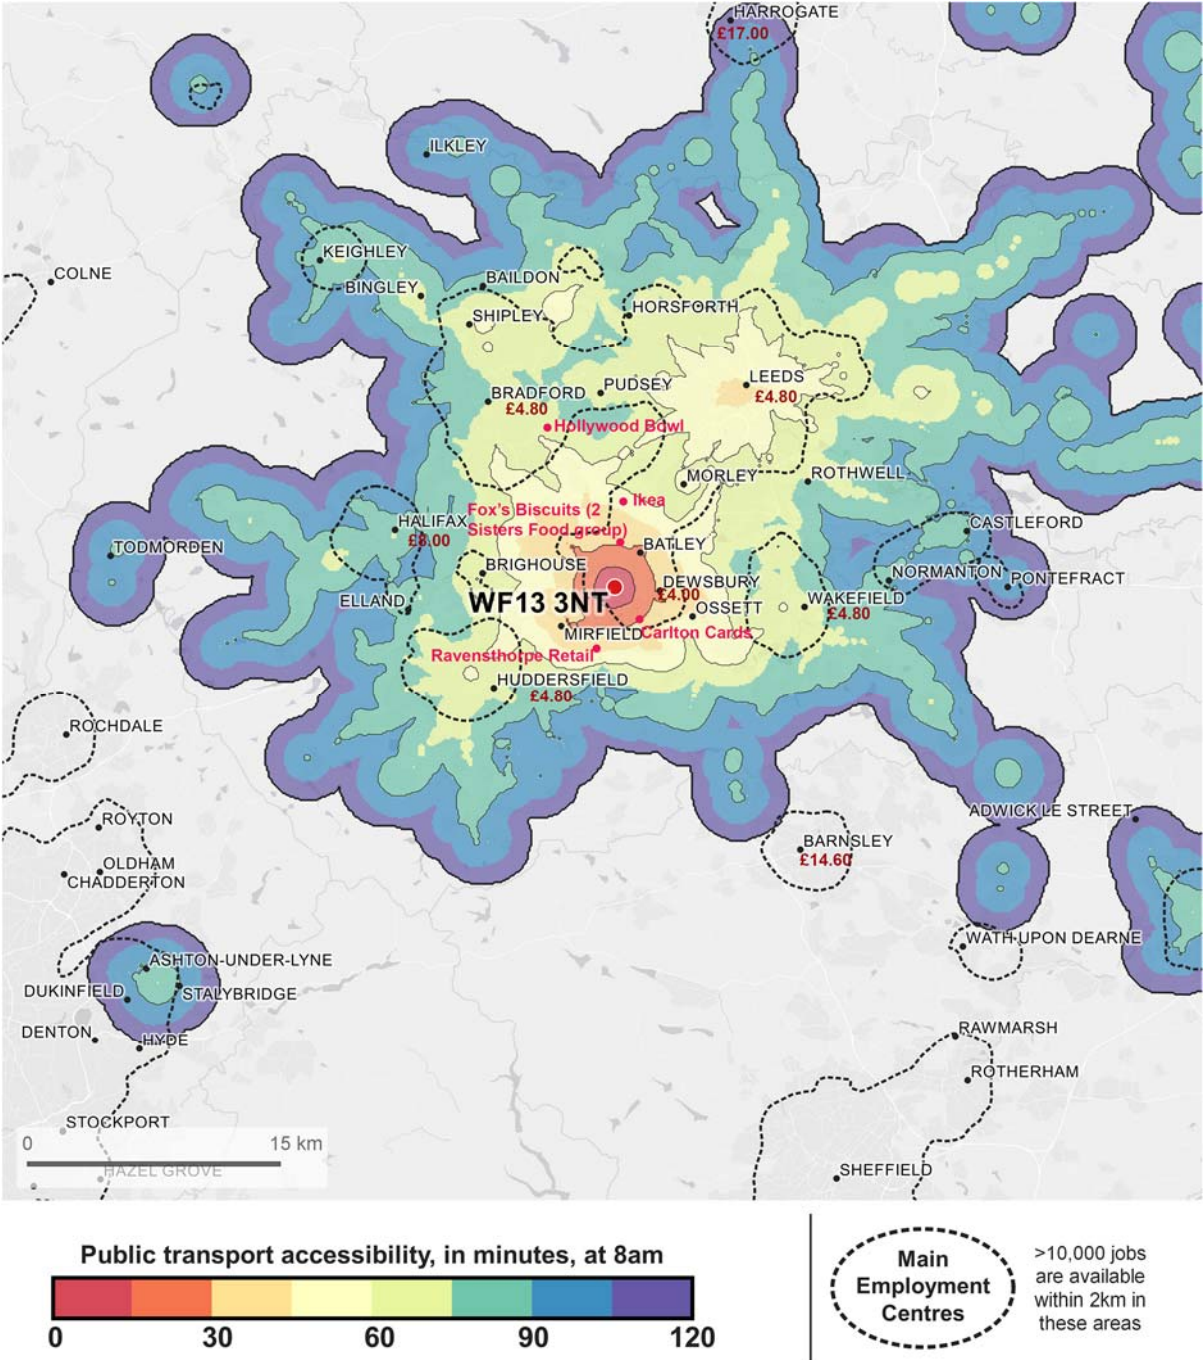 HARROGATE
£17.00
ILKLEY
KEIGHLEY
COLNE
BINGLEY
BAILDON
SHIPLEY
HORSFORTH
LEEDS
£4.80
PUDSEY
BRADFORD
£4.80
Hollywood Bowl
MORLEY
ROTHWELL
Ikea
Fox's Biscuits (2
Sisters Food group)
HALIFAX
£8.00
CASTLEFORD
TODMORDEN
BATLEY
BRIGHOUSE
NORMANTON
PONTEFRACT
DEWSBURY
£4.00
ELLAND
WF13 3NT
OSSETT
WAKEFIELD
£4.80
MIRFIELD
Carlton Cards
Ravensthorpe Retail
HUDDERSFIELD
£4.80
ROCHDALE
ROYTON
ADWICK LE STREET
BARNSLEY
£14.60
OLDHAM
CHADDERTON
WATH UPON DEARNE
ASHTON-UNDER-LYNE
DUKINFIELD
STALYBRIDGE
DENTON
HYDE
RAWMARSH
ROTHERHAM
STOCKPORT
0 15 km
HAZEL GROVE
SHEFFIELD
Public transport accessibility, in minutes, at 8am
0 30 60 90 120
Main
Employment
Centres
>10,000 jobs
are available
within 2km in
these areas